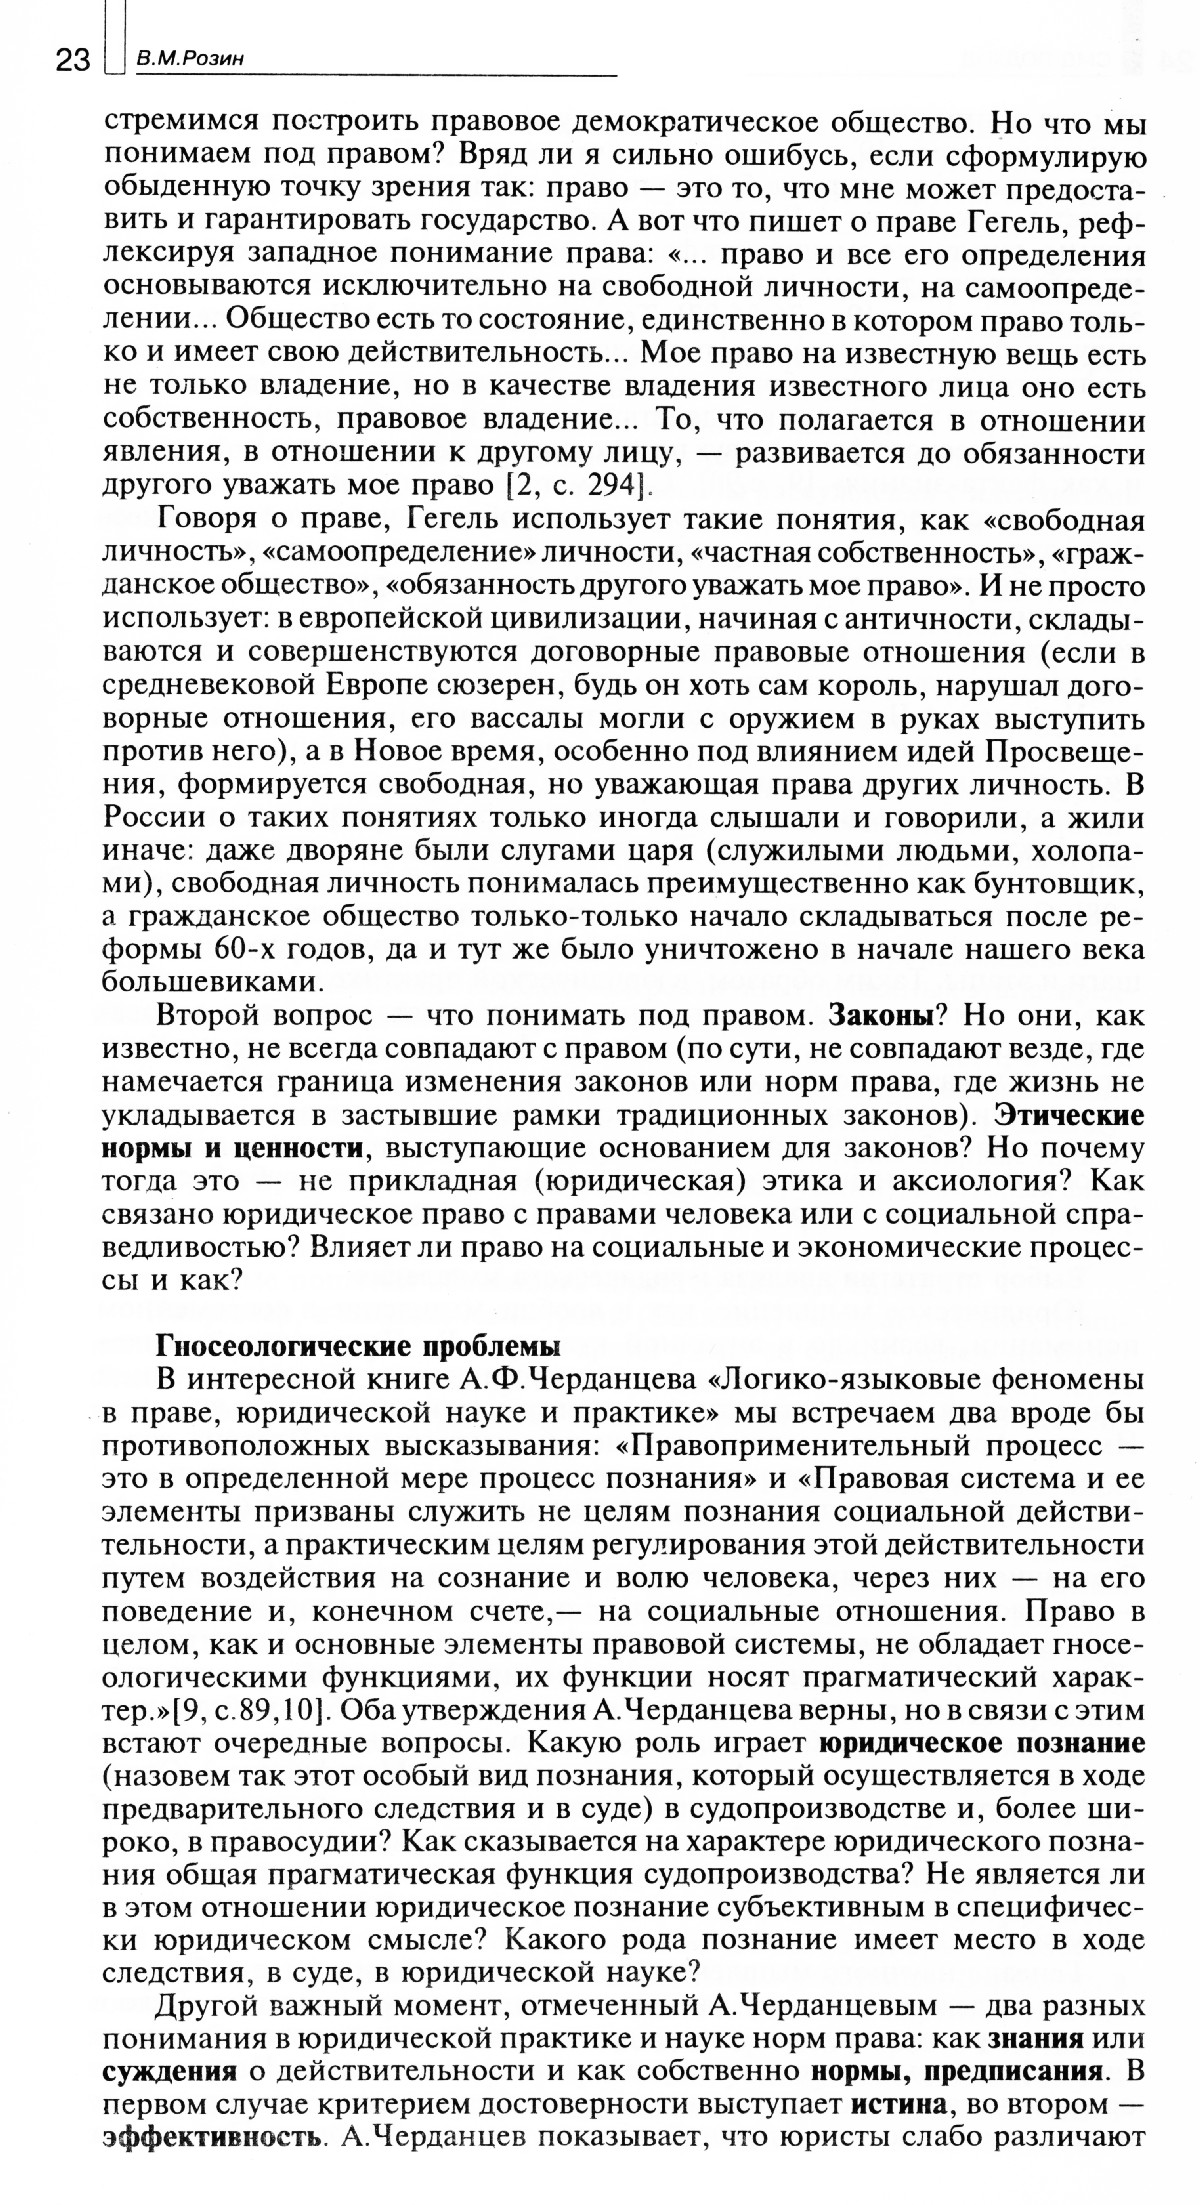 23
В.М.Розин
стремимся построить правовое демократическое общество. Но что мы
понимаем под правом? Вряд ли я сильно ошибусь, если сформулирую
обыденную точку зрения так: право — это то, что мне может предоста-
вить и гарантировать государство. А вот что пишет о праве Гегель, реф-
лексируя западное понимание права: «... право и все его определения
основываются исключительно на свободной личности, на самоопреде-
лении... Общество есть то состояние, единственно в котором право толь-
ко и имеет свою действительность... Мое право на известную вещь есть
не только владение, но в качестве владения известного лица оно есть
собственность, правовое владение... То, что полагается в отношении
явления, в отношении к другому лицу, — развивается до обязанности
другого уважать мое право [2, с. 294].
Говоря о праве, Гегель использует такие понятия, как «свободная
личность», «самоопределение» личности, «частная собственность», «граж-
данское общество», «обязанность другого уважать мое право». И не просто
использует: в европейской цивилизации, начиная с античности, склады-
ваются и совершенствуются договорные правовые отношения (если в
средневековой Европе сюзерен, будь он хоть сам король, нарушал дого-
ворные отношения, его вассалы могли с оружием в руках выступить
против него), а в Новое время, особенно под влиянием идей Просвеще-
ния, формируется свободная, но уважающая права других личность. В
России о таких понятиях только иногда слышали и говорили, а жили
иначе: даже дворяне были слугами царя (служилыми людьми, холопа-
ми), свободная личность понималась преимущественно как бунтовщик,
а гражданское общество только-только начало складываться после ре-
формы 60-х годов, да и тут же было уничтожено в начале нашего века
большевиками.
Второй вопрос — что понимать под правом. Законы? Но они, как
известно, не всегда совпадают с правом (по сути, не совпадают везде, где
намечается граница изменения законов или норм права, где жизнь не
укладывается в застывшие рамки традиционных законов). Этические
нормы и ценности, выступающие основанием для законов? Но почему
тогда это — не прикладная (юридическая) этика и аксиология? Как
связано юридическое право с правами человека или с социальной спра-
ведливостью? Влияет ли право на социальные и экономические процес-
сы и как?
Гносеологические проблемы
В интересной книге А.Ф.Черданцева «Логико-языковые феномены
в праве, юридической науке и практике» мы встречаем два вроде бы
противоположных высказывания: «Правоприменительный процесс —
это в определенной мере процесс познания» и «Правовая система и ее
элементы призваны служить не целям познания социальной действи-
тельности, а практическим целям регулирования этой действительности
путем воздействия на сознание и волю человека, через них — на его
поведение и, конечном счете,— на социальные отношения. Право в
целом, как и основные элементы правовой системы, не обладает гносе-
ологическими функциями, их функции носят прагматический харак-
тер.»[9, с.89,10]. Оба утверждения А.Черданцева верны, но в связи с этим
встают очередные вопросы. Какую роль играет юридическое познание
(назовем так этот особый вид познания, который осуществляется в ходе
предварительного следствия и в суде) в судопроизводстве и, более ши-
роко, в правосудии? Как сказывается на характере юридического позна-
ния общая прагматическая функция судопроизводства? Не является ли
в этом отношении юридическое познание субъективным в специфичес-
ки юридическом смысле? Какого рода познание имеет место в ходе
следствия, в суде, в юридической науке?
Другой важный момент, отмеченный А.Черданцевым — два разных
понимания в юридической практике и науке норм права: как знания или
суждения о действительности и как собственно нормы, предписания. В
первом случае критерием достоверности выступает истина, во втором —
эффективность. А.Черданцев показывает, что юристы слабо различают